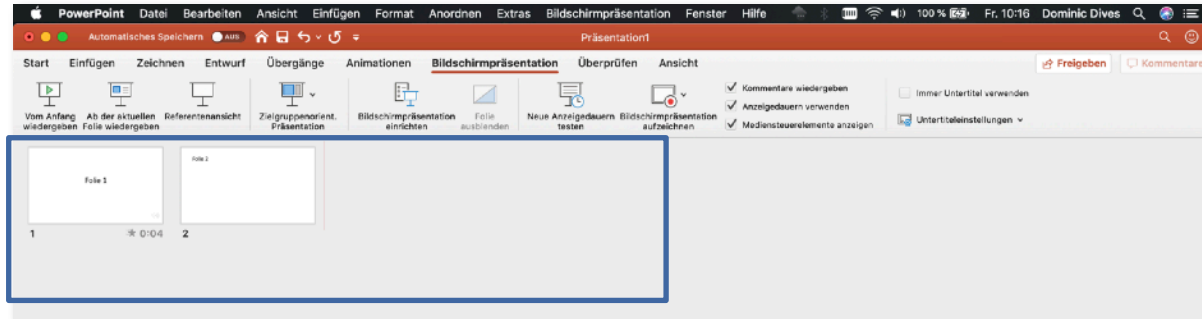 PowerPoint Datei Bearbeiten Ansicht Einfügen Format Anordnen Extras Bildschirmpräsentation Fenster Hilfe 100 % Fr. 10:16 Dominic Dives
Automatisches Speichern AUS Präsentation1
Start Einfügen Zeichnen Entwurf Übergänge Animationen Bildschirmpräsentation Überprüfen Ansicht Freigeben Kommentare
Vom Anfang wiedergeben
Ab der aktuellen Folie wiedergeben
Referentenansicht
Zielgruppenorient. Präsentation
Bildschirmpräsentation einrichten
Folie ausblenden
Neue Anzeigedauern testen
Bildschirmpräsentation aufzeichnen
Kommentare wiedergeben
Anzeigedauern verwenden
Mediensteuerelemente anzeigen
Immer Untertitel verwenden
Untertiteleinstellungen
Folie 1
Folie 2
1 0:04 2